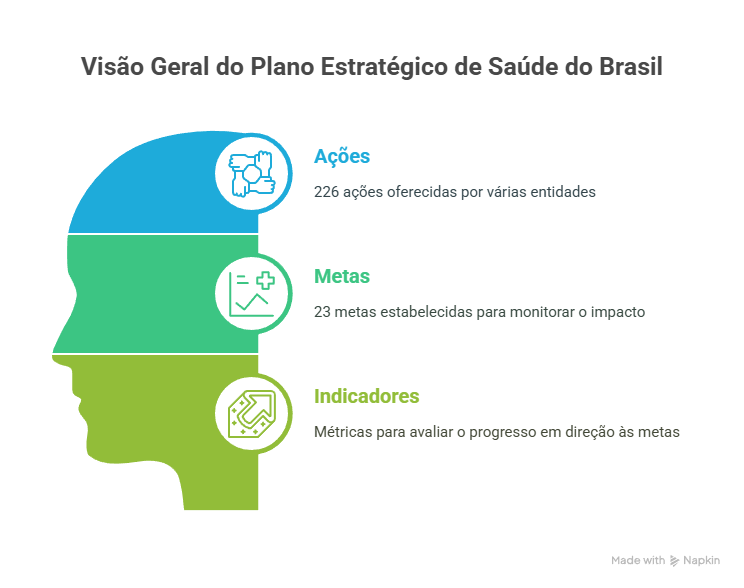 Visão Geral do Plano Estratégico de Saúde do Brasil
Ações
226 ações oferecidas por várias entidades
Metas
23 metas estabelecidas para monitorar o impacto
Indicadores
Métricas para avaliar o progresso em direção às metas
Made with Napkin